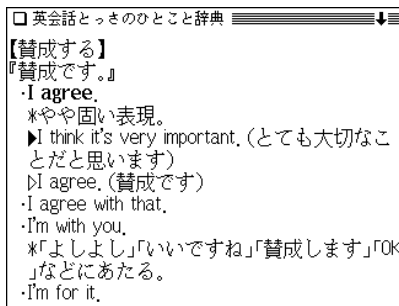 英会話とっさのひとこと辞典
【賛成する】
『賛成です。』
・I agree.
*やや固い表現。
▶I think it's very important. (とても大切なこ
とだと思います)
▷I agree. (賛成です)
・I agree with that.
・I'm with you.
*「よしよし」「いいですね」「賛成します」「OK
」などにあたる。
・I'm for it.